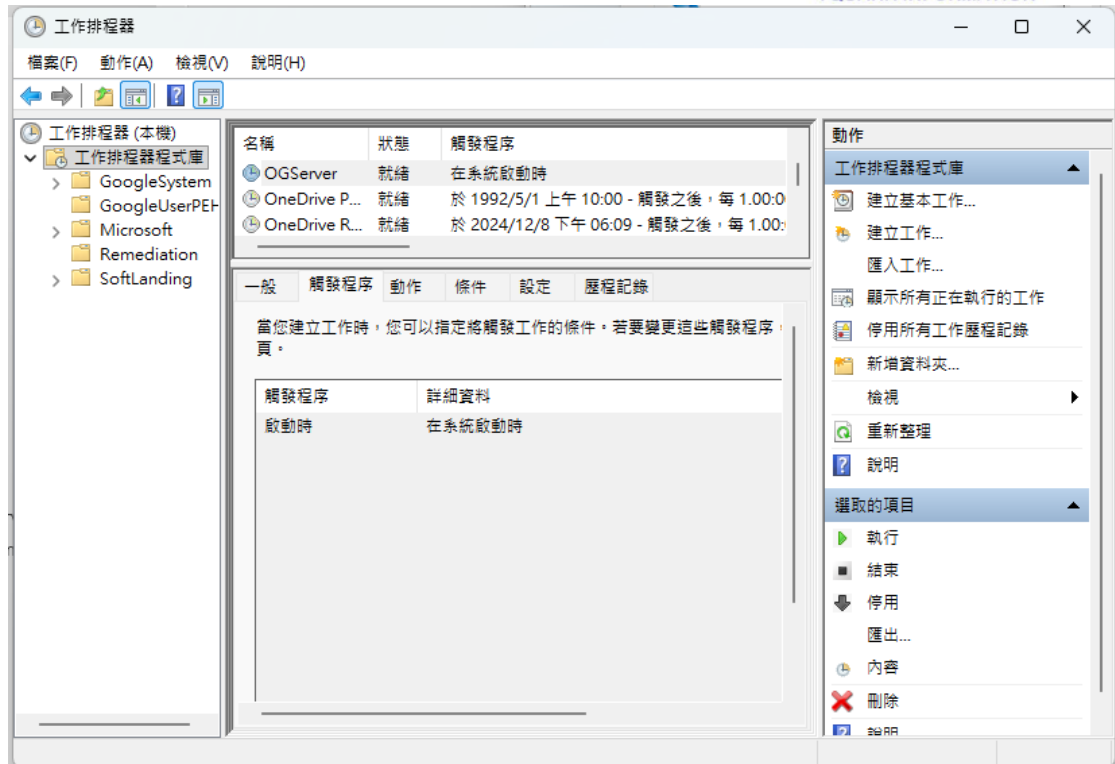 工作排程器
檔案(F) 動作(A) 檢視(V) 說明(H)
工作排程器 (本機)
工作排程器程式庫
GoogleSystem
GoogleUserPEH
Microsoft
Remediation
SoftLanding
名稱 狀態 觸發程序
OGServer 就緒 在系統啟動時
OneDrive P... 就緒 於 1992/5/1 上午 10:00 - 觸發之後，每 1.00:0
OneDrive R... 就緒 於 2024/12/8 下午 06:09 - 觸發之後，每 1.00:
一般 觸發程序 動作 條件 設定 歷程記錄
當您建立工作時，您可以指定將觸發工作的條件。若要變更這些觸發程序，
頁。
觸發程序 詳細資料
啟動時 在系統啟動時
動作
工作排程器程式庫
建立基本工作...
建立工作...
匯入工作...
顯示所有正在執行的工作
停用所有工作歷程記錄
新增資料夾...
檢視
重新整理
說明
選取的項目
執行
結束
停用
匯出...
內容
刪除
說明